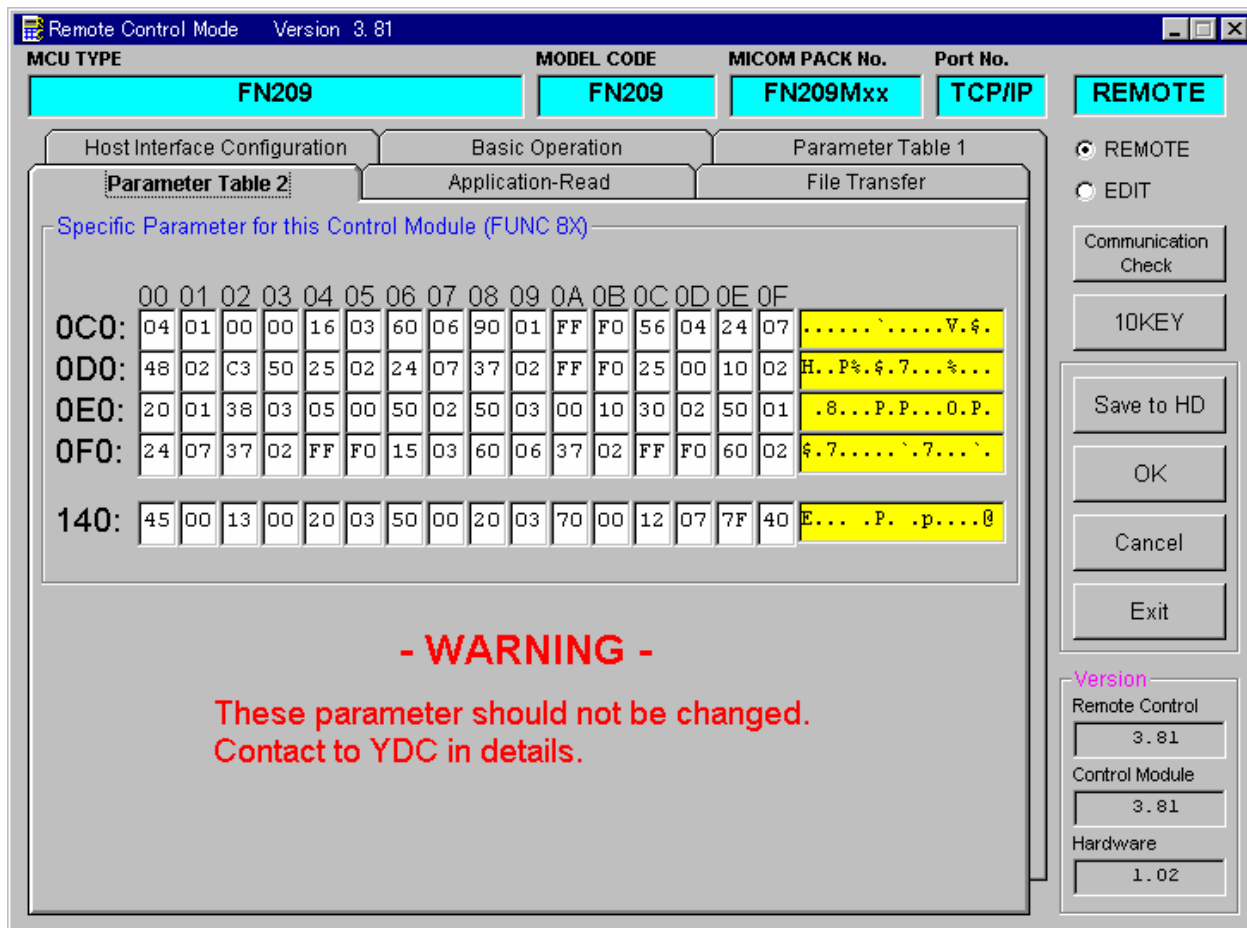 Remote Control Mode Version 3.81
MCU TYPE MODEL CODE MICOM PACK No. Port No.
FN209 FN209 FN209Mxx TCP/IP REMOTE
Host Interface Configuration Basic Operation Parameter Table 1
Parameter Table 2 Application-Read File Transfer
REMOTE
EDIT
Specific Parameter for this Control Module (FUNC 8X)
00 01 02 03 04 05 06 07 08 09 0A 0B 0C 0D 0E 0F
0C0: 04 01 00 00 16 03 60 06 90 01 FF F0 56 04 24 07 ......`.....V.$.
0D0: 48 02 C3 50 25 02 24 07 37 02 FF F0 25 00 10 02 H..P%.$.7...%...
0E0: 20 01 38 03 05 00 50 02 50 03 00 10 30 02 50 01 .8...P.P...0.P.
0F0: 24 07 37 02 FF F0 15 03 60 06 37 02 FF F0 60 02 $.7.....`.7...`.
140: 45 00 13 00 20 03 50 00 20 03 70 00 12 07 7F 40 E... .P. .p....@
- WARNING -
These parameter should not be changed.
Contact to YDC in details.
Communication
Check
10KEY
Save to HD
OK
Cancel
Exit
Version
Remote Control
3.81
Control Module
3.81
Hardware
1.02